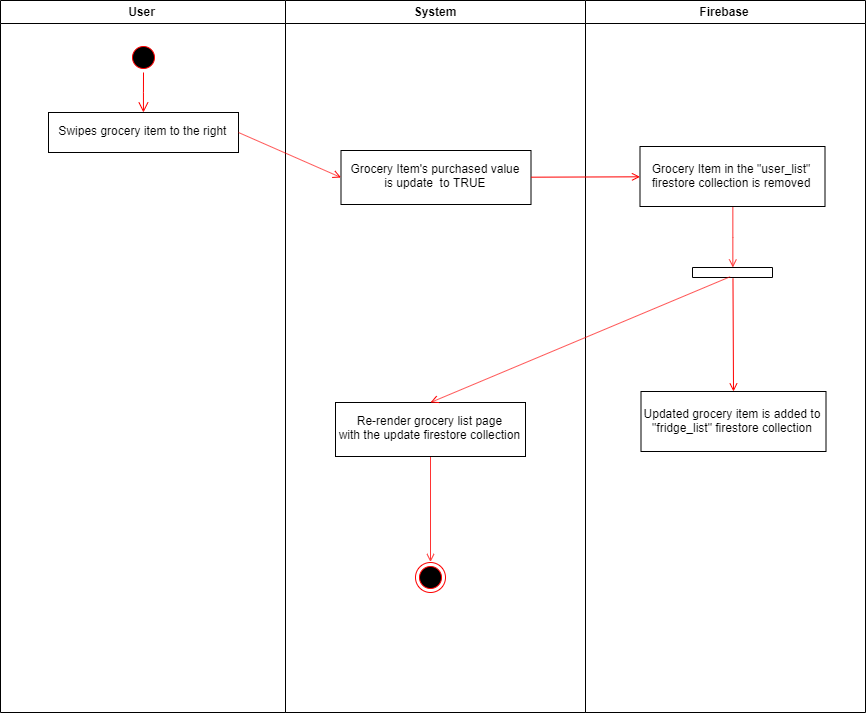 User
System
Firebase
Swipes grocery item to the right
Grocery Item's purchased value
is update to TRUE
Grocery Item in the "user_list"
firestore collection is removed
Re-render grocery list page
with the update firestore collection
Updated grocery item is added to
"fridge_list" firestore collection